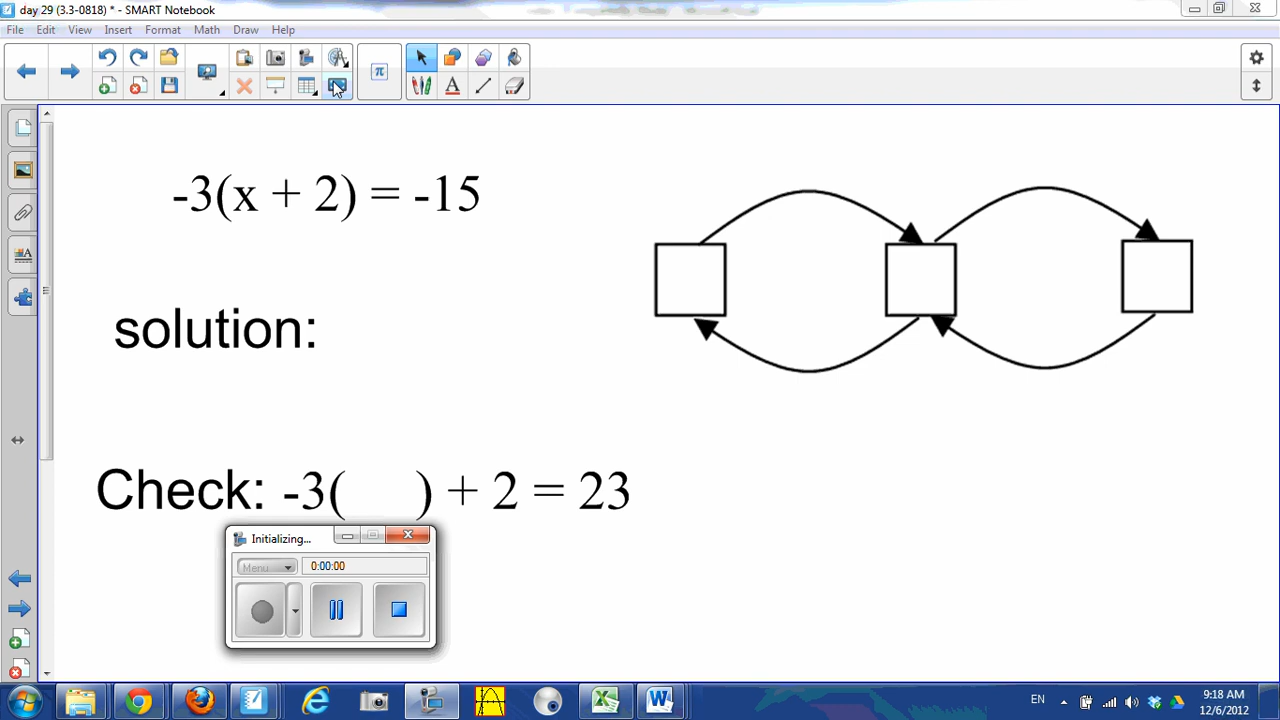 day 29 (3.3-0818) * - SMART Notebook
File Edit View Insert Format Math Draw Help
π
A
-3(x + 2) = -15
solution:
Check: -3( ) + 2 = 23
Initializing...
Menu 0:00:00
EN
9:18 AM
12/6/2012